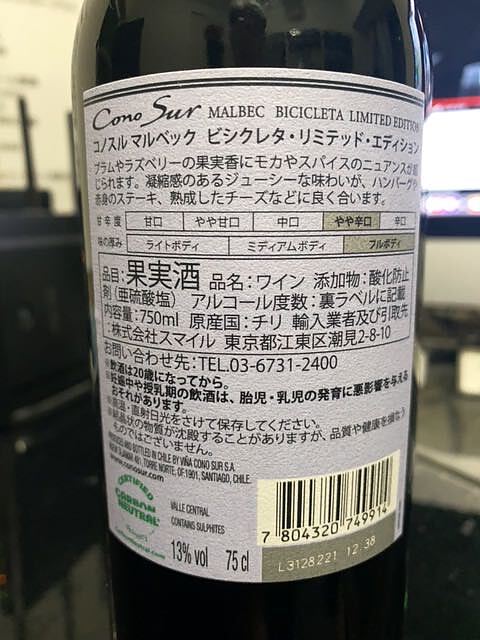 Cono Sur MALBEC BICICLETA LIMITED EDITION
コノスル マルベック ビシクレタ・リミテッド・エディション
プラムやラズベリーの果実香にモカやスパイスのニュアンスが感
じられます。凝縮感のあるジューシーな味わいが、ハンバーグや
赤身のステーキ、熟成したチーズなどに良く合います。
甘辛度 甘口 やや甘口 中口 やや辛口 辛口
味の厚み ライトボディ ミディアムボディ フルボディ
品目：果実酒 品名：ワイン 添加物：酸化防止
剤（亜硫酸塩） アルコール度数：裏ラベルに記載
内容量：750ml 原産国：チリ 輸入業者及び引取先
：株式会社スマイル 東京都江東区潮見2-8-10
お問い合わせ先：TEL.03-6731-2400
※飲酒は20歳になってから。
※妊娠中や授乳期の飲酒は、胎児・乳児の発育に悪影響を与える
おそれがあります。
直射日光をさけて保存してください。
の物質が沈殿することがありますが、品質や健康を損なう
ものではございません。
PRODUCED AND BOTTLED IN CHILE BY VIÑA CONO SUR S.A.
TORRE NORTE, OF.1901, SANTIAGO, CHILE.
www.conosur.com
CERTIFIED
CARBON
NEUTRAL
VALLE CENTRAL
CONTAINS SULPHITES
13% vol 75 cl
7 804320 749914
L3128221 12 38